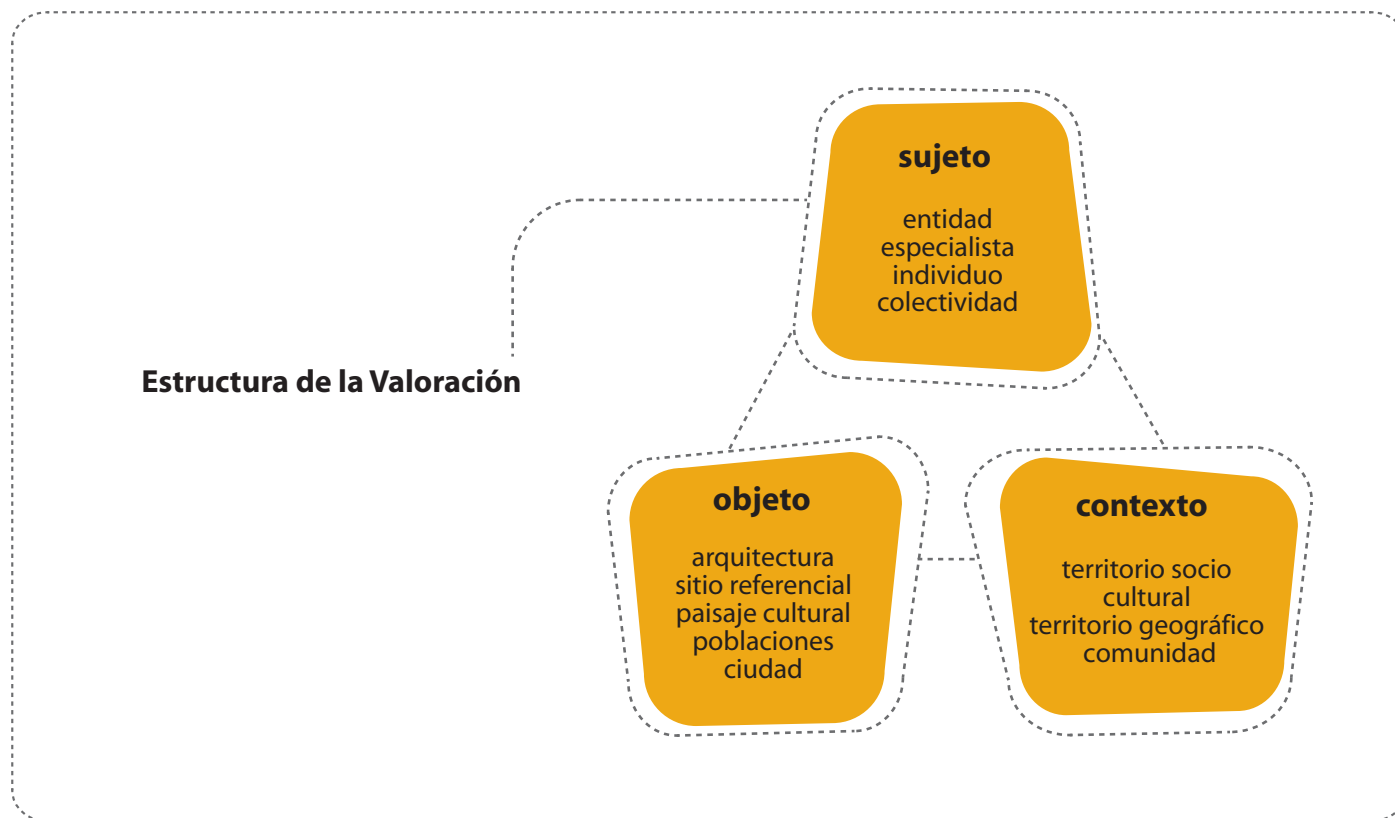 sujeto
entidad
especialista
individuo
colectividad
Estructura de la Valoración
objeto
arquitectura
sitio referencial
paisaje cultural
poblaciones
ciudad
contexto
territorio socio
cultural
territorio geográfico
comunidad